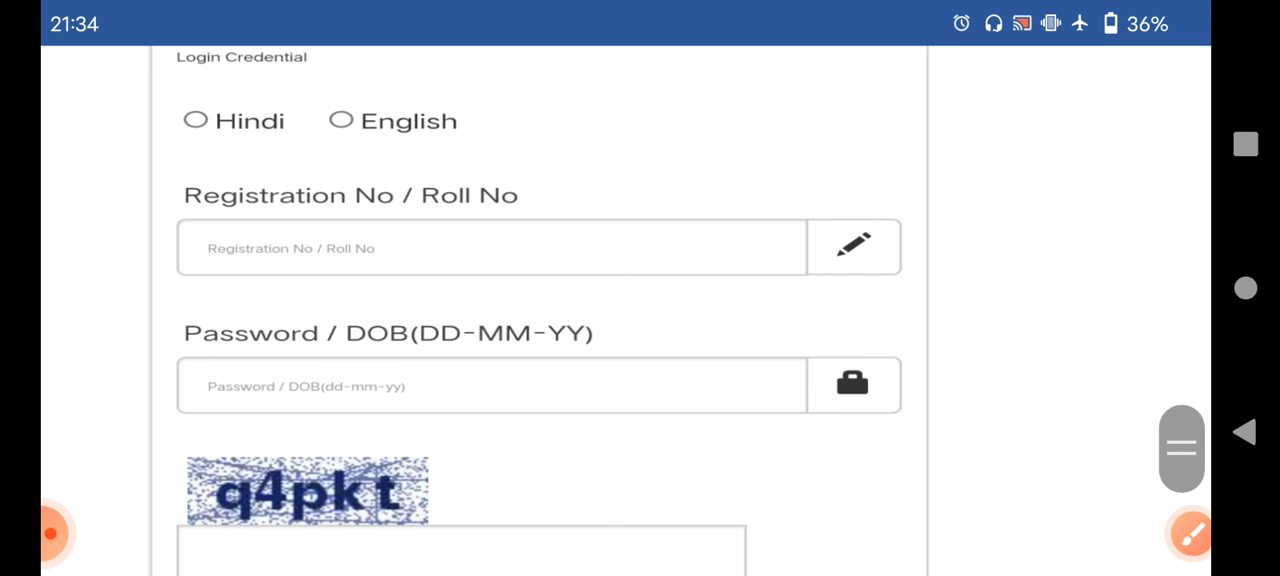 21:34
36%
Login Credential
Hindi English
Registration No / Roll No
Registration No / Roll No
Password / DOB(DD-MM-YY)
Password / DOB(dd-mm-yy)
q4pkt